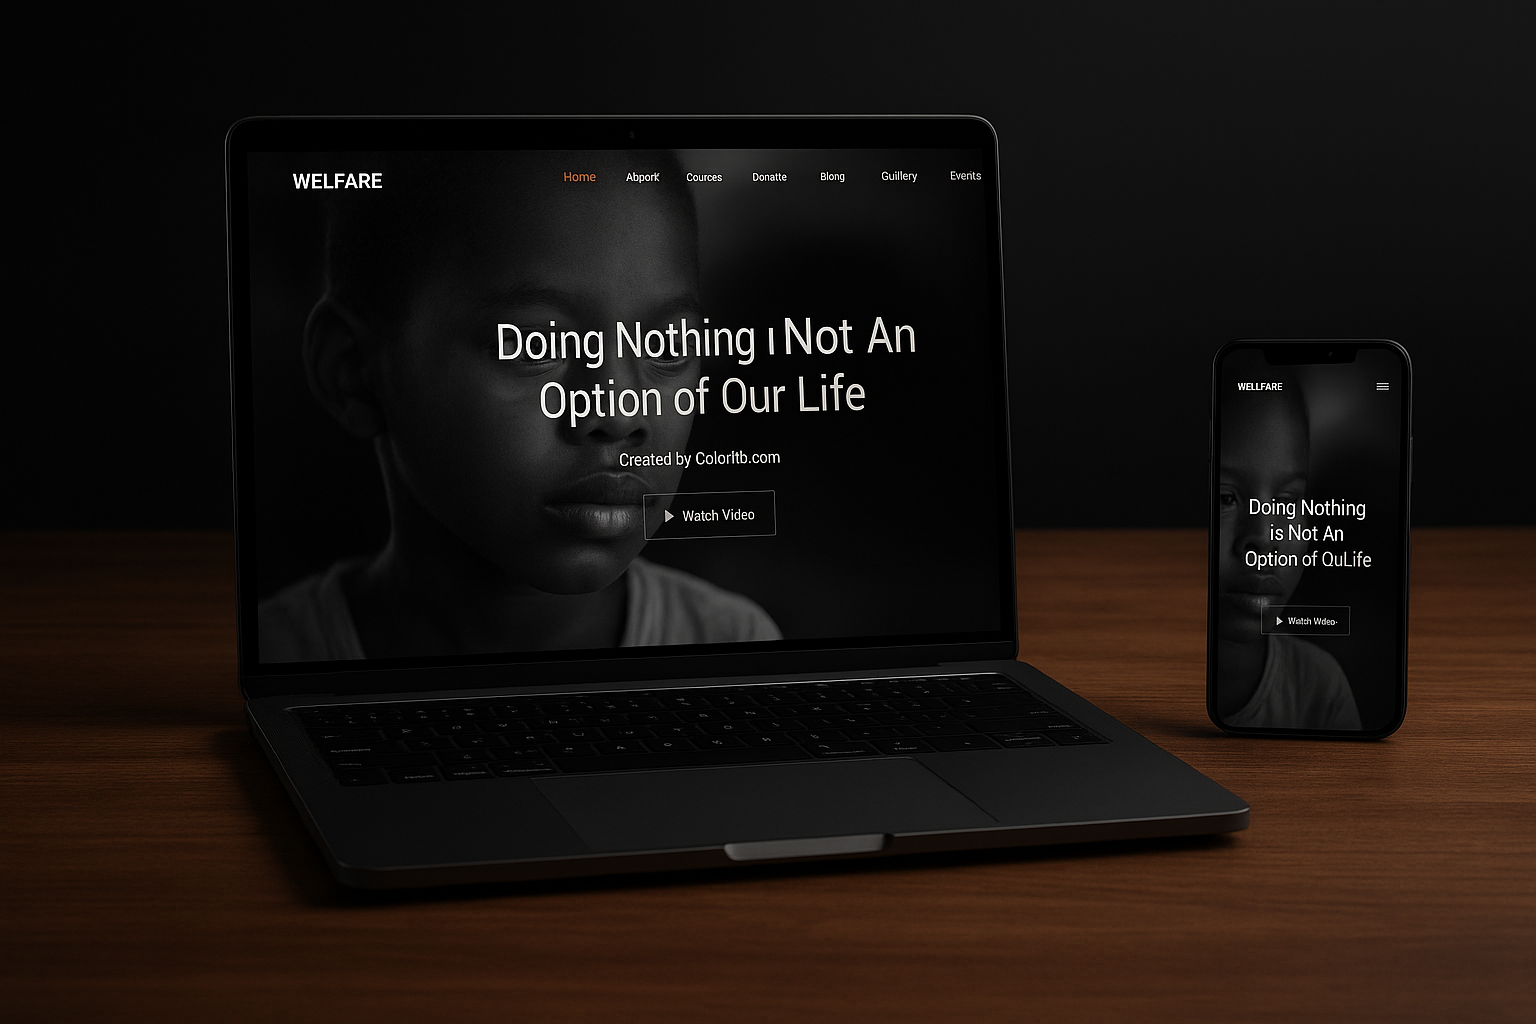 WELFARE
Home Abpork Cources Donatte Blong Guillery Events
Doing Nothing ı Not An
Option of Our Life
Created by Colorltb.com
Watch Video
WELLFARE
Doing Nothing
is Not An
Option of QuLife
Watch Wdeo·